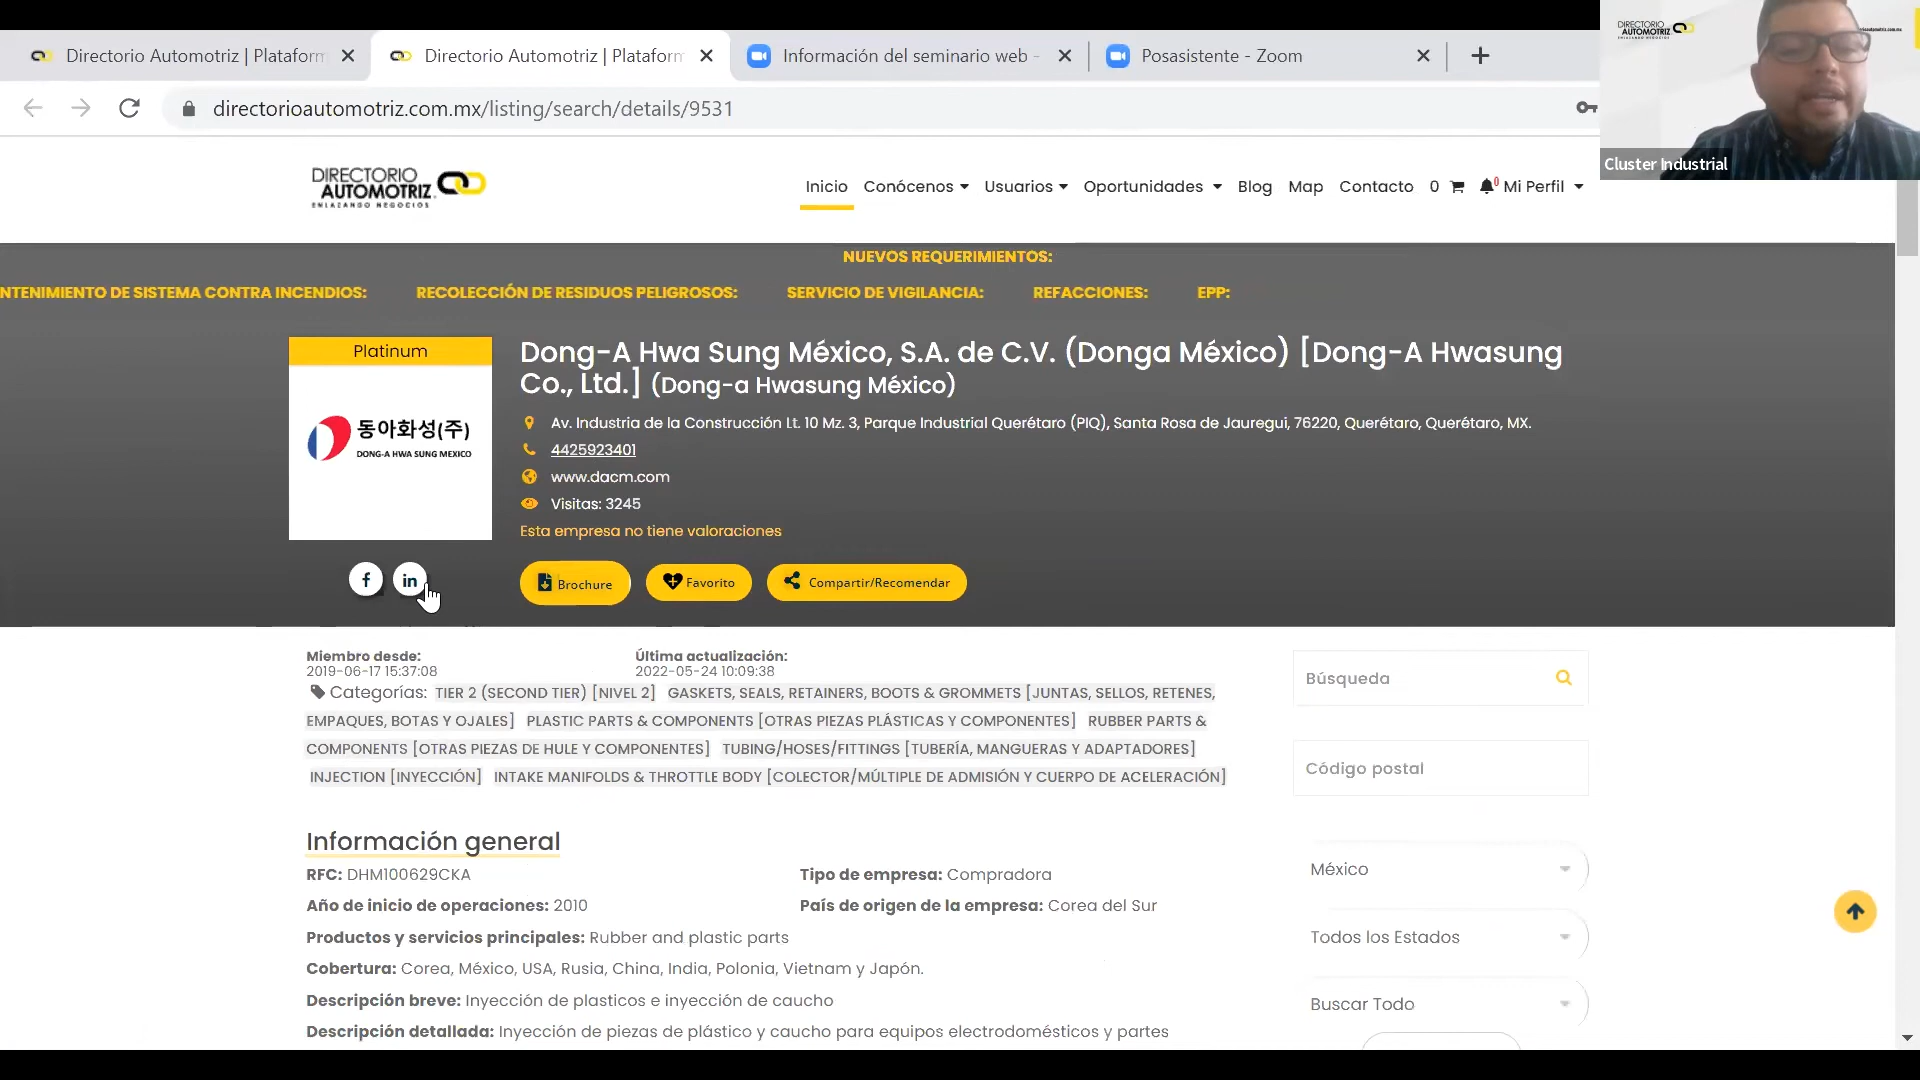 Directorio Automotriz | Plataform
Directorio Automotriz | Plataform
Información del seminario web -
Posasistente - Zoom
directorioautomotriz.com.mx/listing/search/details/9531
DIRECTORIO
AUTOMOTRIZ
Cluster Industrial
DIRECTORIO
AUTOMOTRIZ
ENLAZANDO NEGOCIOS
Inicio Conócenos Usuarios Oportunidades Blog Map Contacto 0 0 Mi Perfil
NUEVOS REQUERIMIENTOS:
NTENIMIENTO DE SISTEMA CONTRA INCENDIOS: RECOLECCIÓN DE RESIDUOS PELIGROSOS: SERVICIO DE VIGILANCIA: REFACCIONES: EPP:
Platinum
동아화성(주)
DONG-A HWA SUNG MEXICO
Dong-A Hwa Sung México, S.A. de C.V. (Donga México) [Dong-A Hwasung
Co., Ltd.] (Dong-a Hwasung México)
Av. Industria de la Construcción Lt. 10 Mz. 3, Parque Industrial Querétaro (PIQ), Santa Rosa de Jauregui, 76220, Querétaro, Querétaro, MX.
4425923401
www.dacm.com
Visitas: 3245
Esta empresa no tiene valoraciones
f in
Brochure Favorito Compartir/Recomendar
Miembro desde: Última actualización:
2019-06-17 15:37:08 2022-05-24 10:09:38
Categorías: TIER 2 (SECOND TIER) [NIVEL 2] GASKETS, SEALS, RETAINERS, BOOTS & GROMMETS [JUNTAS, SELLOS, RETENES,
EMPAQUES, BOTAS Y OJALES] PLASTIC PARTS & COMPONENTS [OTRAS PIEZAS PLÁSTICAS Y COMPONENTES] RUBBER PARTS &
COMPONENTS [OTRAS PIEZAS DE HULE Y COMPONENTES] TUBING/HOSES/FITTINGS [TUBERÍA, MANGUERAS Y ADAPTADORES]
INJECTION [INYECCIÓN] INTAKE MANIFOLDS & THROTTLE BODY [COLECTOR/MÚLTIPLE DE ADMISIÓN Y CUERPO DE ACELERACIÓN]
Información general
RFC: DHM100629CKA Tipo de empresa: Compradora
Año de inicio de operaciones: 2010 País de origen de la empresa: Corea del Sur
Productos y servicios principales: Rubber and plastic parts
Cobertura: Corea, México, USA, Rusia, China, India, Polonia, Vietnam y Japón.
Descripción breve: Inyección de plasticos e inyección de caucho
Descripción detallada: Inyección de piezas de plástico y caucho para equipos electrodomésticos y partes
Búsqueda
Código postal
México
Todos los Estados
Buscar Todo